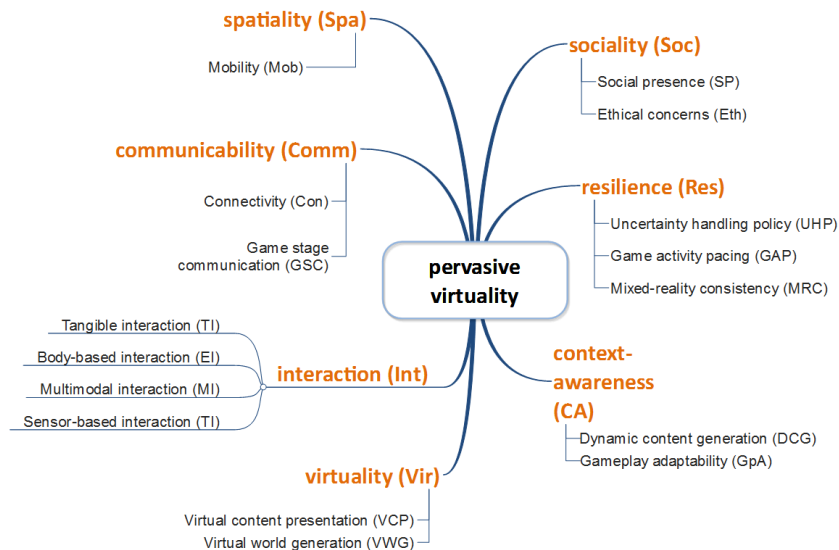 spatiality (Spa)
Mobility (Mob)
communicability (Comm)
Connectivity (Con)
Game stage
communication (GSC)
Tangible interaction (TI)
Body-based interaction (EI)
Multimodal interaction (MI)
Sensor-based interaction (TI)
interaction (Int)
virtuality (Vir)
Virtual content presentation (VCP)
Virtual world generation (VWG)
pervasive
virtuality
sociality (Soc)
Social presence (SP)
Ethical concerns (Eth)
resilience (Res)
Uncertainty handling policy (UHP)
Game activity pacing (GAP)
Mixed-reality consistency (MRC)
context-
awareness
(CA)
Dynamic content generation (DCG)
Gameplay adaptability (GpA)